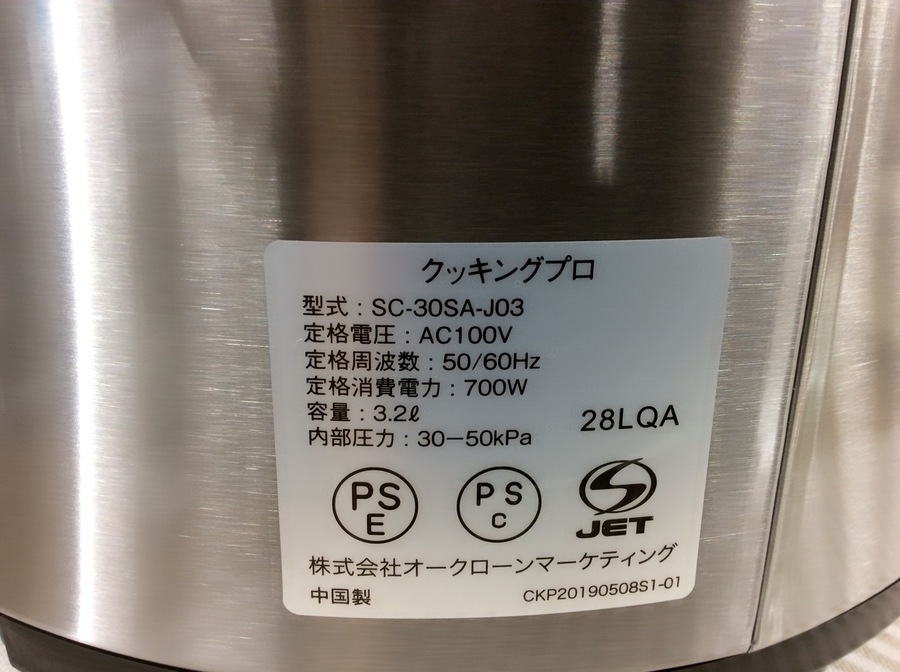 クッキングプロ
型式：SC-30SA-J03
定格電圧：AC100V
定格周波数：50/60Hz
定格消費電力：700W
容量：3.2ℓ
28LQA
内部圧力：30－50kPa
PS
E
PS
C
JET
株式会社オークローンマーケティング
中国製
CKP20190508S1-01